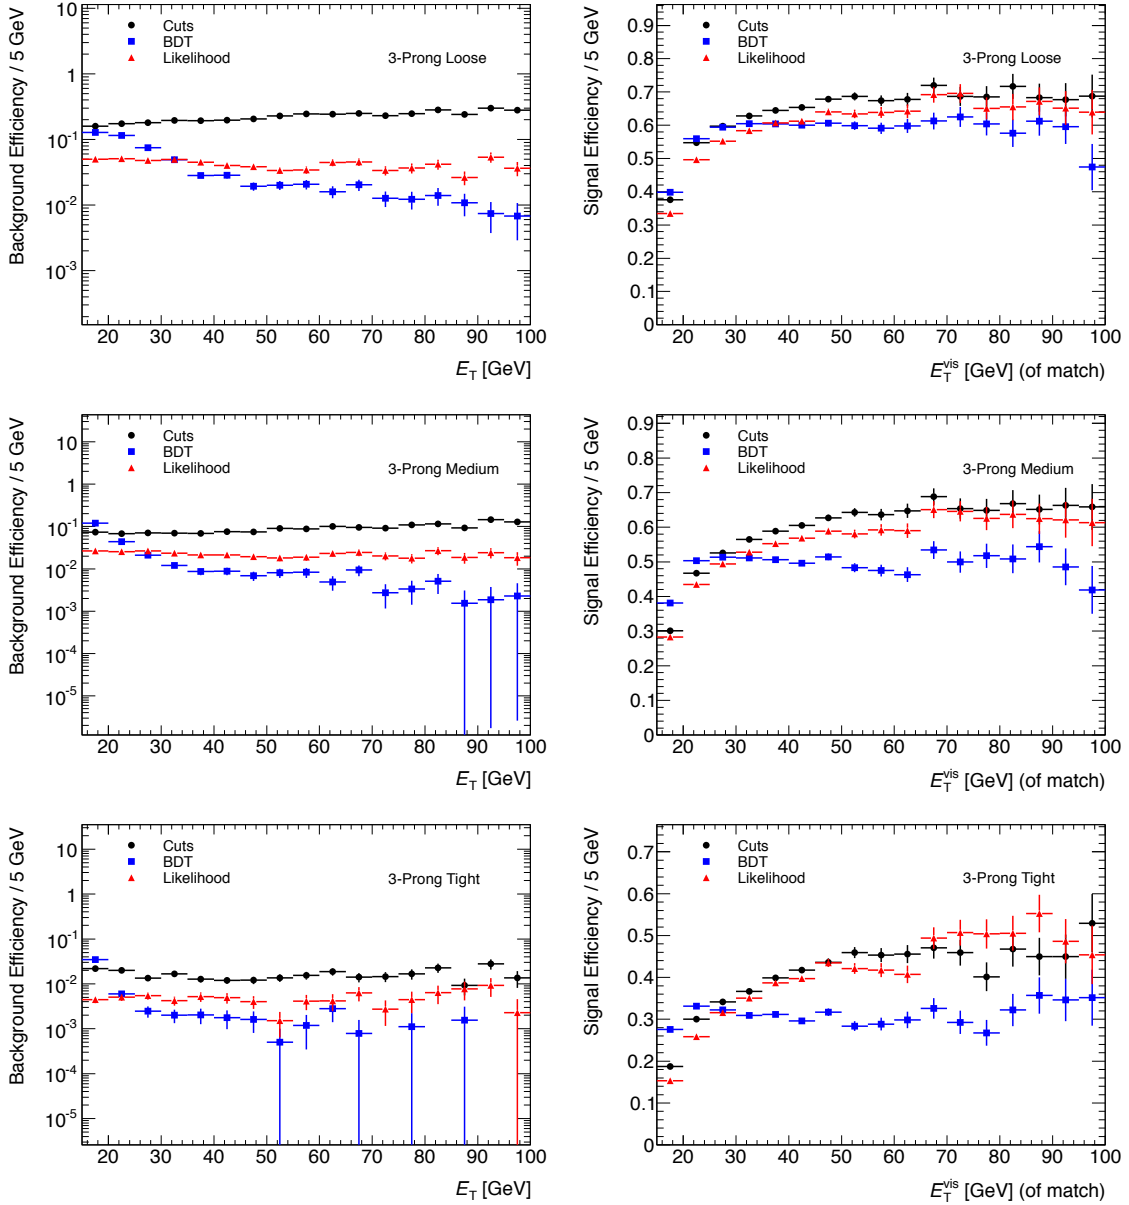 Background Efficiency / 5 GeV
10
1
10⁻¹
10⁻²
10⁻³
Cuts
BDT
Likelihood
3-Prong Loose
20 30 40 50 60 70 80 90 100
E_T [GeV]
Signal Efficiency / 5 GeV
0.9
0.8
0.7
0.6
0.5
0.4
0.3
0.2
0.1
0
Cuts
BDT
Likelihood
3-Prong Loose
20 30 40 50 60 70 80 90 100
E_T^vis [GeV] (of match)
Background Efficiency / 5 GeV
10
1
10⁻¹
10⁻²
10⁻³
10⁻⁴
10⁻⁵
Cuts
BDT
Likelihood
3-Prong Medium
20 30 40 50 60 70 80 90 100
E_T [GeV]
Signal Efficiency / 5 GeV
0.9
0.8
0.7
0.6
0.5
0.4
0.3
0.2
0.1
0
Cuts
BDT
Likelihood
3-Prong Medium
20 30 40 50 60 70 80 90 100
E_T^vis [GeV] (of match)
Background Efficiency / 5 GeV
10
1
10⁻¹
10⁻²
10⁻³
10⁻⁴
10⁻⁵
Cuts
BDT
Likelihood
3-Prong Tight
20 30 40 50 60 70 80 90 100
E_T [GeV]
Signal Efficiency / 5 GeV
0.7
0.6
0.5
0.4
0.3
0.2
0.1
0
Cuts
BDT
Likelihood
3-Prong Tight
20 30 40 50 60 70 80 90 100
E_T^vis [GeV] (of match)